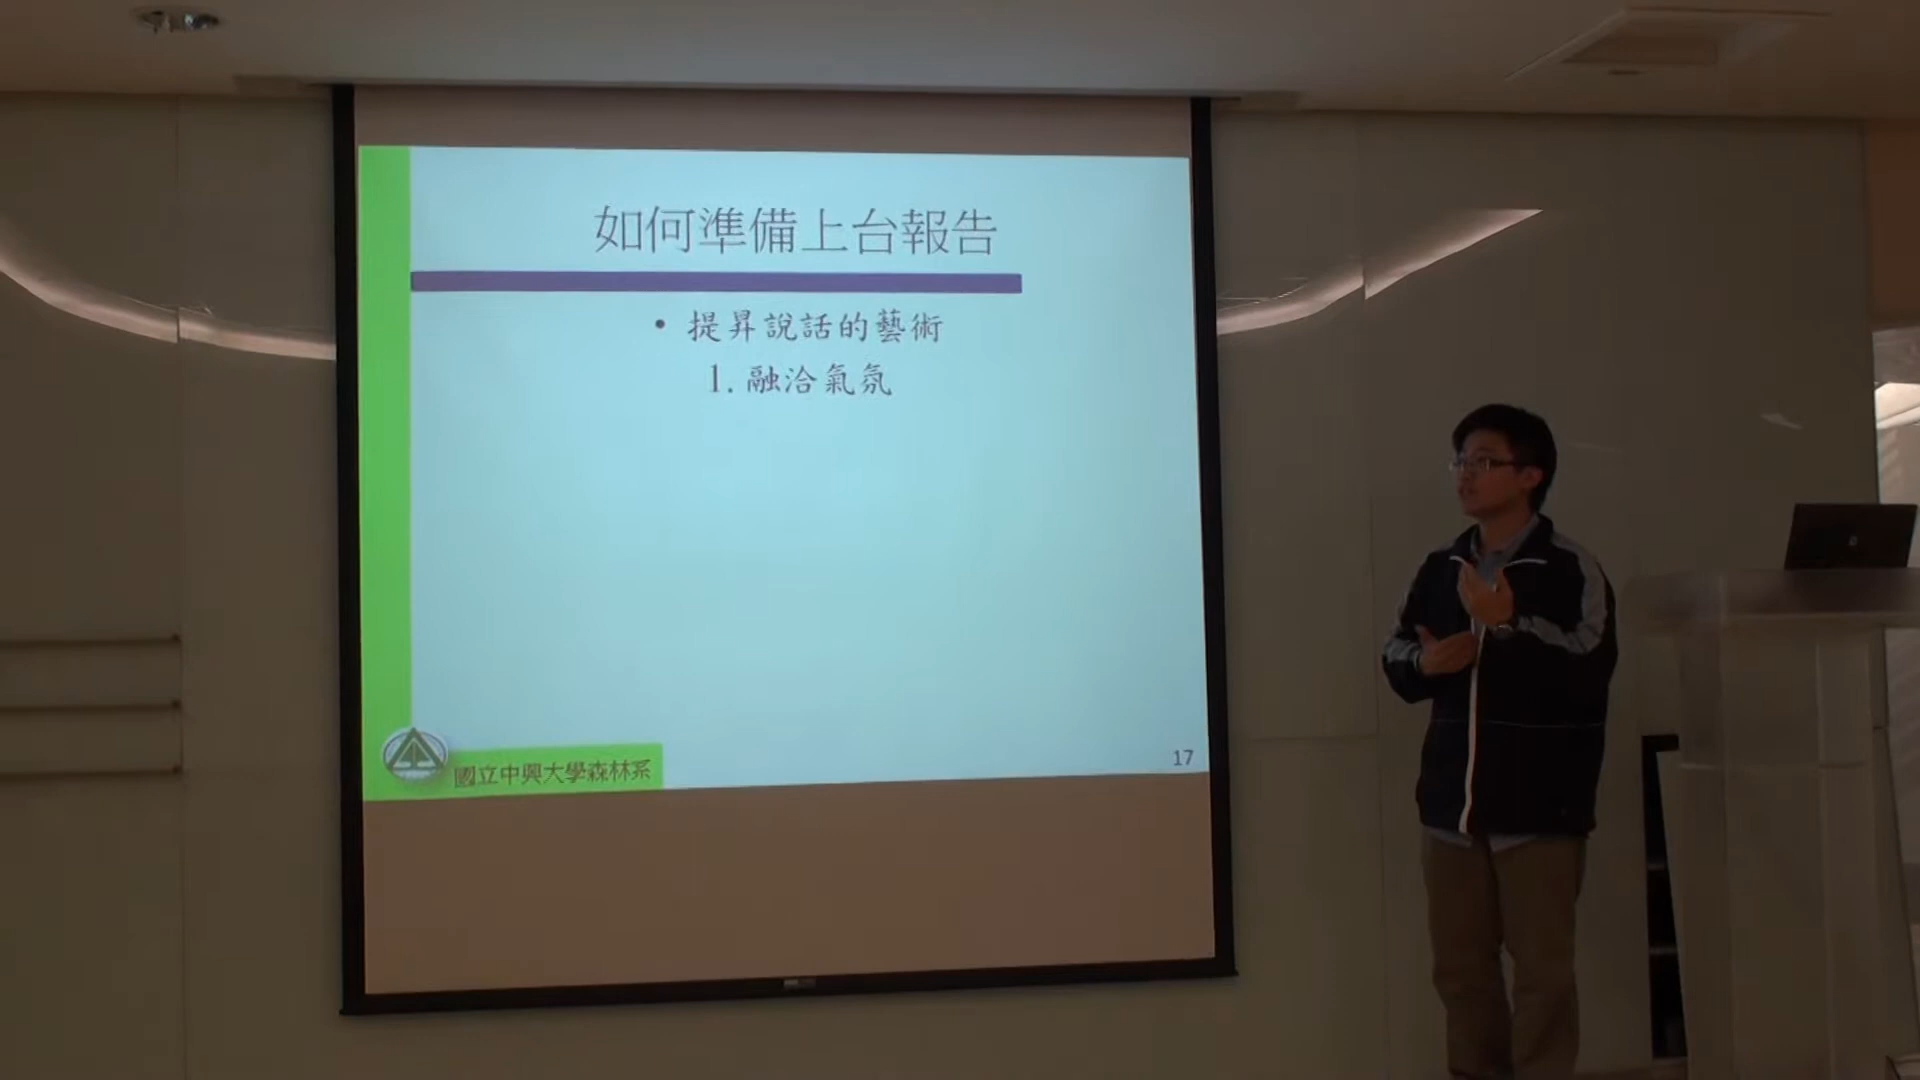 如何準備上台報告
• 提昇說話的藝術
1. 融洽氣氛
國立中興大學森林系
17